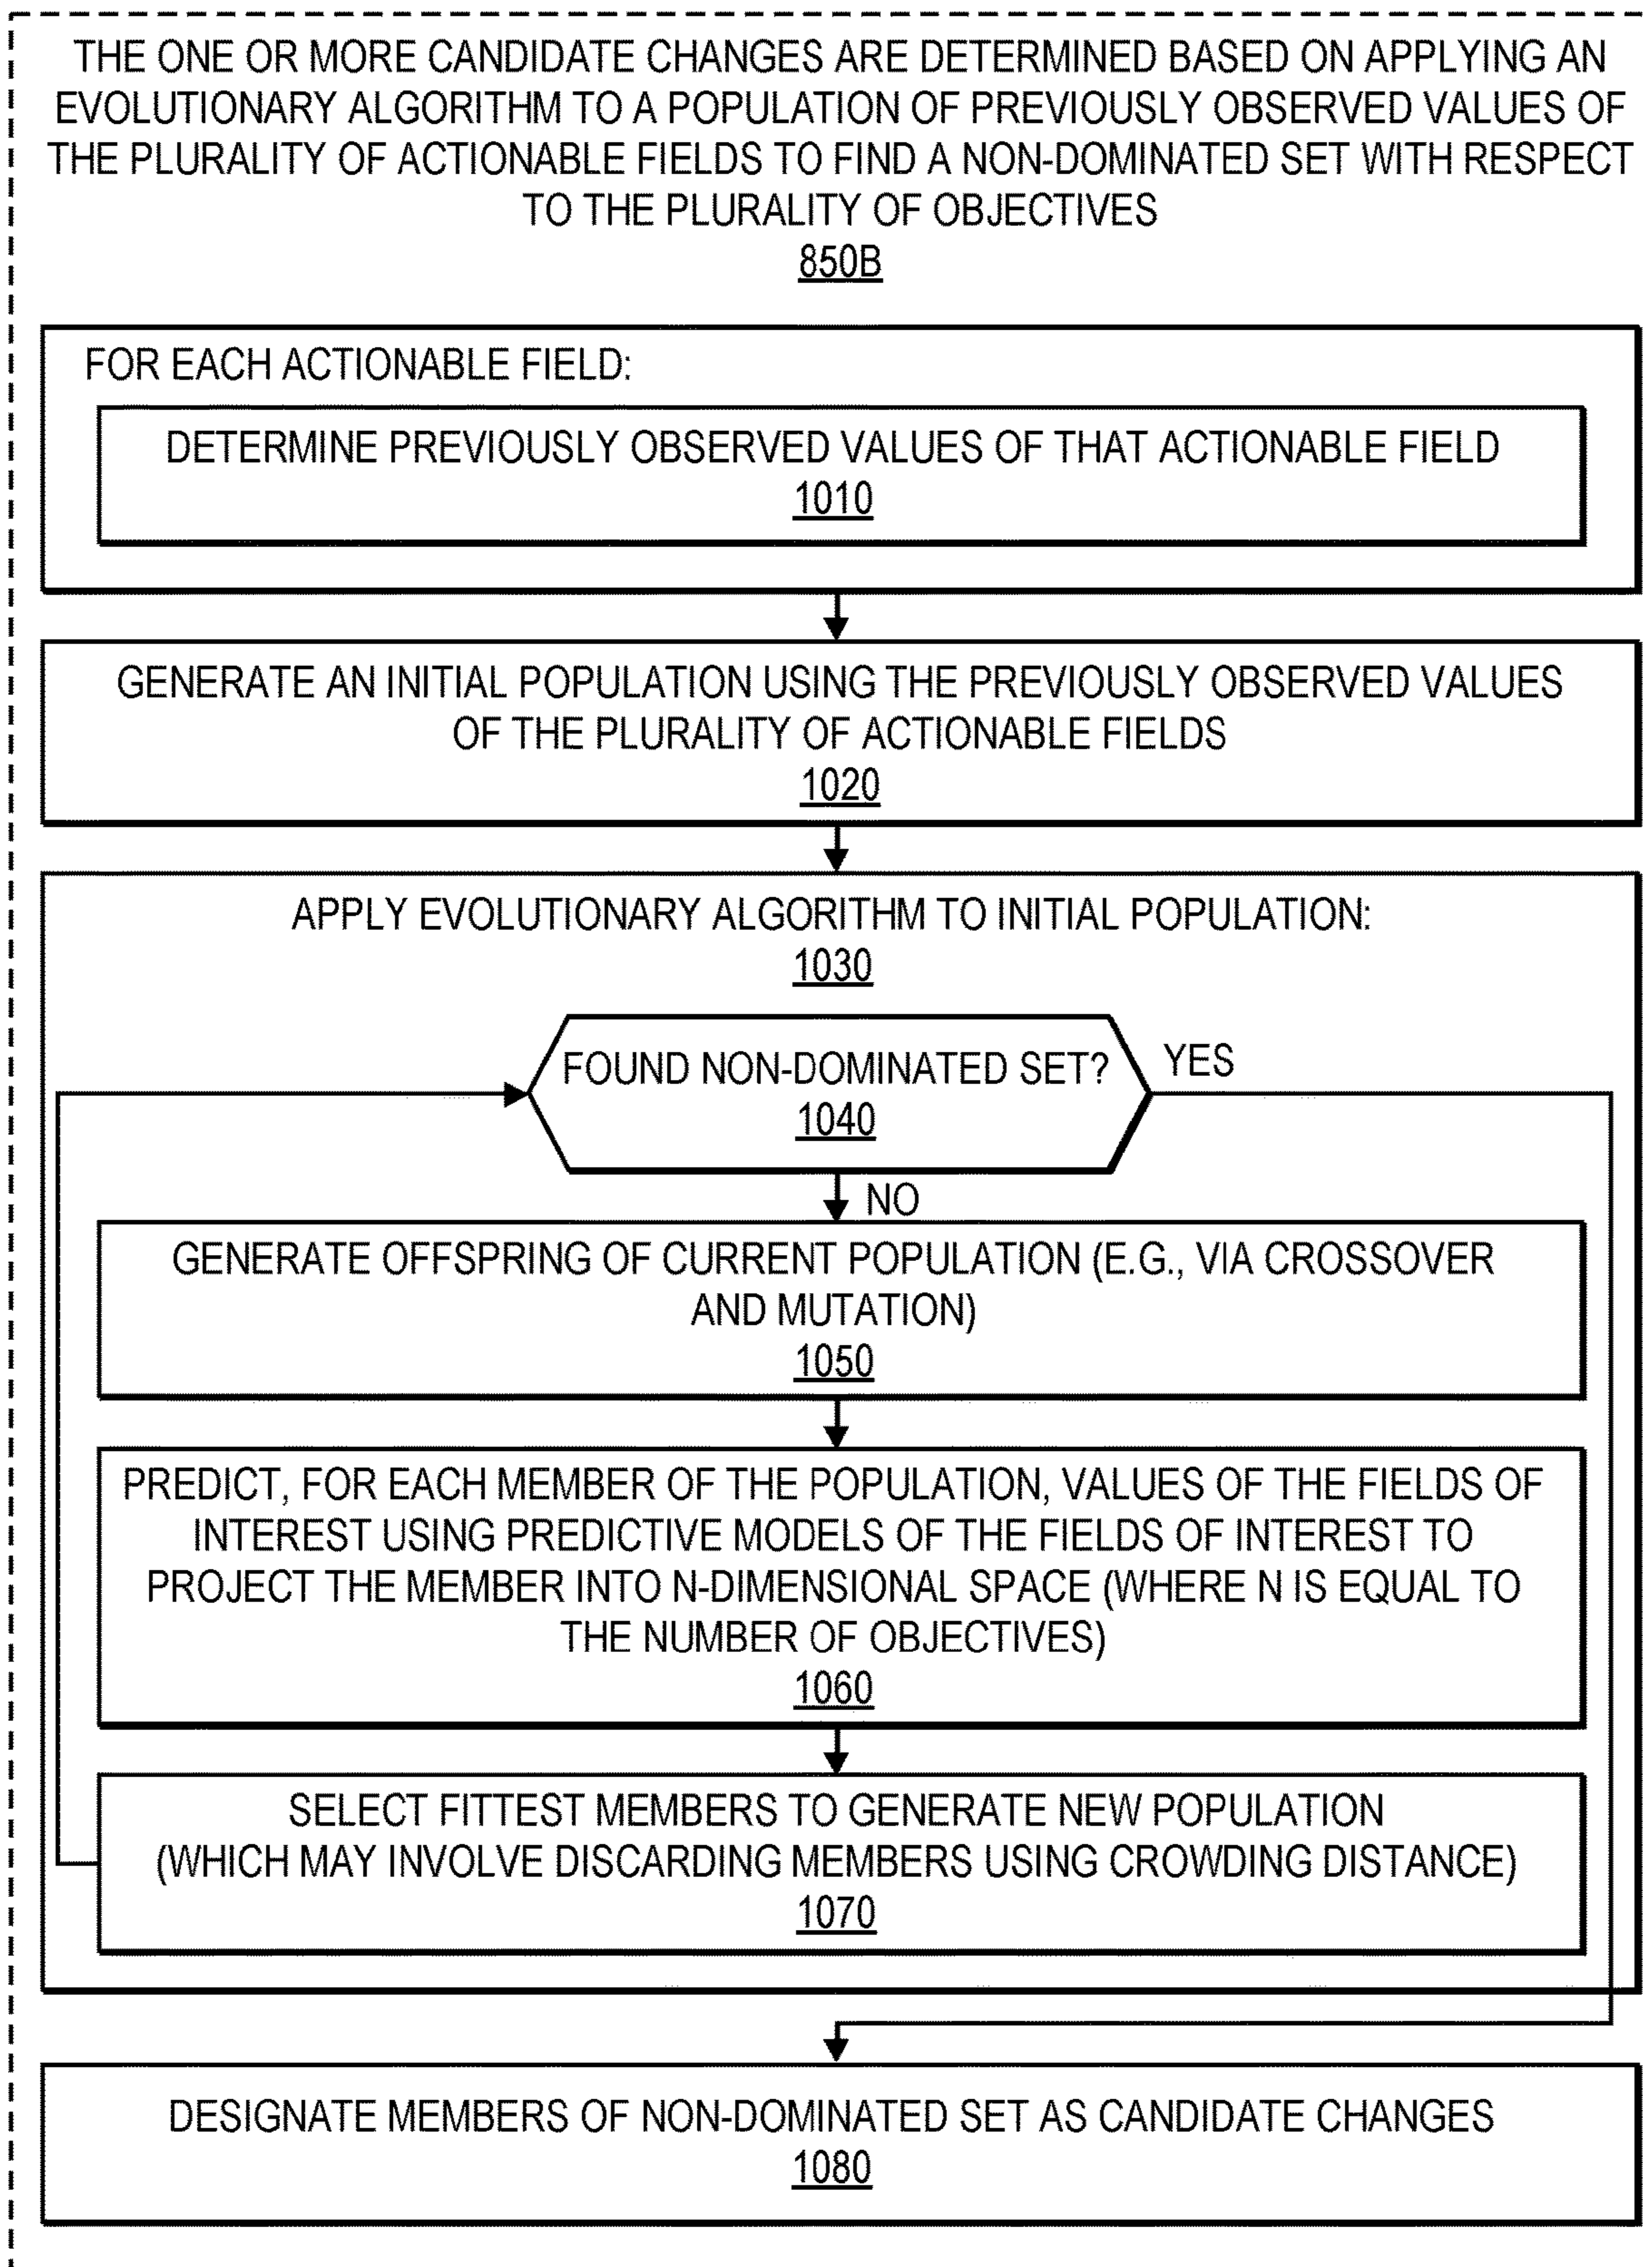 THE ONE OR MORE CANDIDATE CHANGES ARE DETERMINED BASED ON APPLYING AN
EVOLUTIONARY ALGORITHM TO A POPULATION OF PREVIOUSLY OBSERVED VALUES OF
THE PLURALITY OF ACTIONABLE FIELDS TO FIND A NON-DOMINATED SET WITH RESPECT
TO THE PLURALITY OF OBJECTIVES
850B
FOR EACH ACTIONABLE FIELD:
DETERMINE PREVIOUSLY OBSERVED VALUES OF THAT ACTIONABLE FIELD
1010
GENERATE AN INITIAL POPULATION USING THE PREVIOUSLY OBSERVED VALUES
OF THE PLURALITY OF ACTIONABLE FIELDS
1020
APPLY EVOLUTIONARY ALGORITHM TO INITIAL POPULATION:
1030
FOUND NON-DOMINATED SET?
1040
YES
NO
GENERATE OFFSPRING OF CURRENT POPULATION (E.G., VIA CROSSOVER
AND MUTATION)
1050
PREDICT, FOR EACH MEMBER OF THE POPULATION, VALUES OF THE FIELDS OF
INTEREST USING PREDICTIVE MODELS OF THE FIELDS OF INTEREST TO
PROJECT THE MEMBER INTO N-DIMENSIONAL SPACE (WHERE N IS EQUAL TO
THE NUMBER OF OBJECTIVES)
1060
SELECT FITTEST MEMBERS TO GENERATE NEW POPULATION
(WHICH MAY INVOLVE DISCARDING MEMBERS USING CROWDING DISTANCE)
1070
DESIGNATE MEMBERS OF NON-DOMINATED SET AS CANDIDATE CHANGES
1080